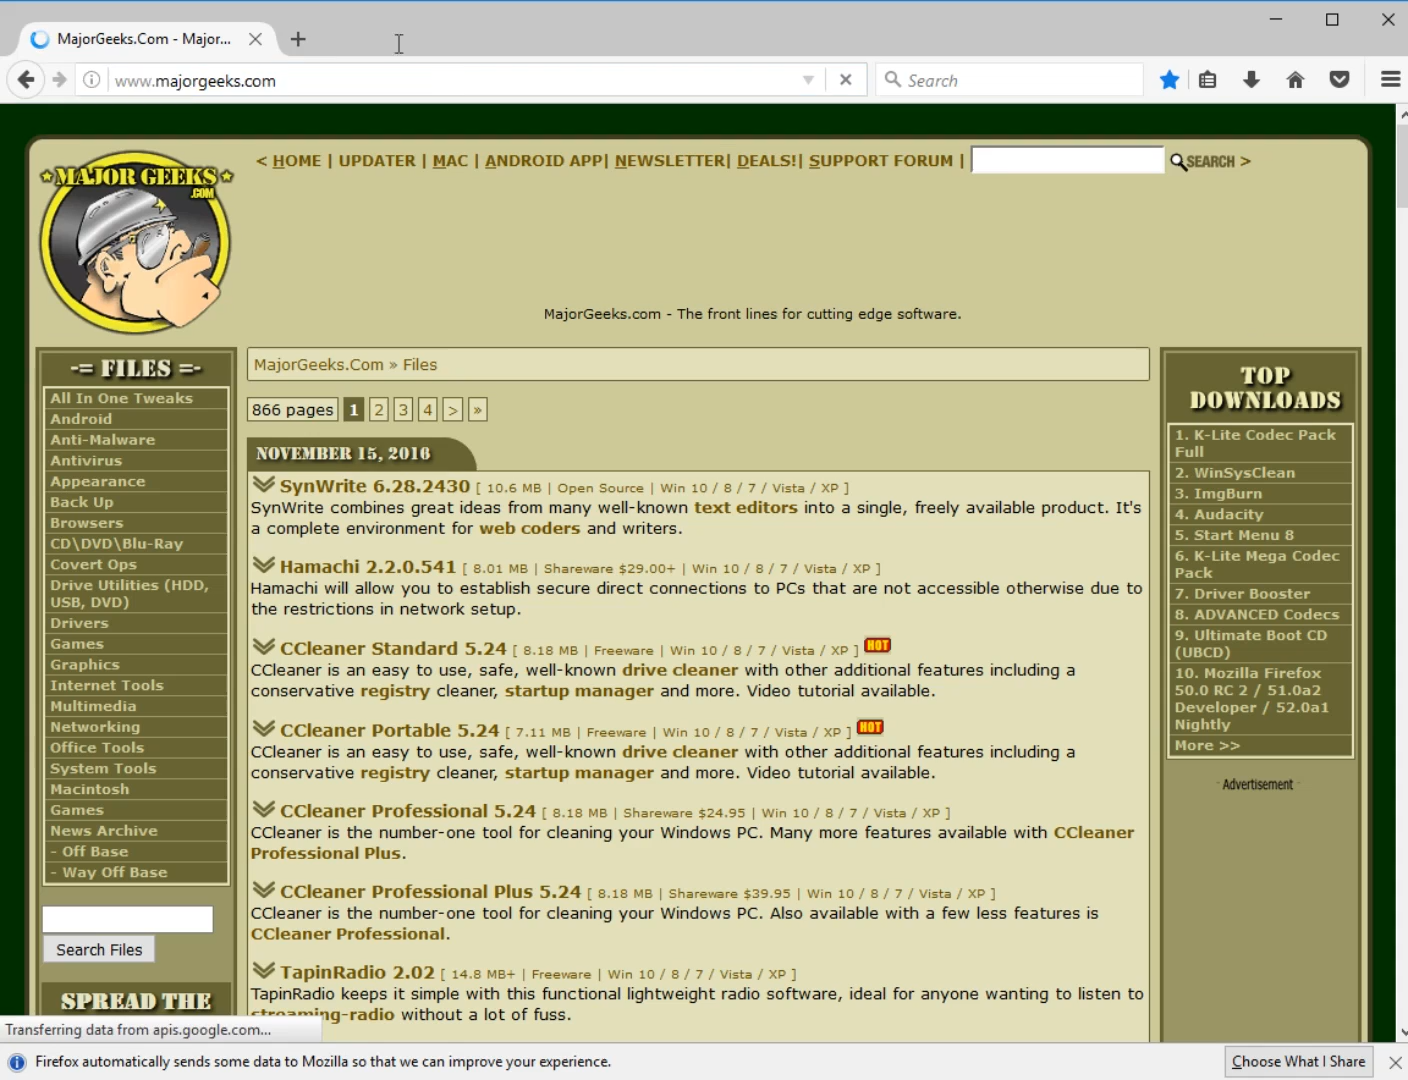 MajorGeeks.Com - Major...
www.majorgeeks.com
Search
MAJOR GEEKS
.COM
< HOME | UPDATER | MAC | ANDROID APP| NEWSLETTER| DEALS!| SUPPORT FORUM |
SEARCH >
MajorGeeks.com - The front lines for cutting edge software.
-= FILES =-
All In One Tweaks
Android
Anti-Malware
Antivirus
Appearance
Back Up
Browsers
CD\DVD\Blu-Ray
Covert Ops
Drive Utilities (HDD,
USB, DVD)
Drivers
Games
Graphics
Internet Tools
Multimedia
Networking
Office Tools
System Tools
Macintosh
Games
News Archive
- Off Base
- Way Off Base
Search Files
SPREAD THE
MajorGeeks.Com » Files
866 pages 1 2 3 4 > »
NOVEMBER 15, 2016
SynWrite 6.28.2430 [ 10.6 MB | Open Source | Win 10 / 8 / 7 / Vista / XP ]
SynWrite combines great ideas from many well-known text editors into a single, freely available product. It's
a complete environment for web coders and writers.
Hamachi 2.2.0.541 [ 8.01 MB | Shareware $29.00+ | Win 10 / 8 / 7 / Vista / XP ]
Hamachi will allow you to establish secure direct connections to PCs that are not accessible otherwise due to
the restrictions in network setup.
CCleaner Standard 5.24 [ 8.18 MB | Freeware | Win 10 / 8 / 7 / Vista / XP ] HOT
CCleaner is an easy to use, safe, well-known drive cleaner with other additional features including a
conservative registry cleaner, startup manager and more. Video tutorial available.
CCleaner Portable 5.24 [ 7.11 MB | Freeware | Win 10 / 8 / 7 / Vista / XP ] HOT
CCleaner is an easy to use, safe, well-known drive cleaner with other additional features including a
conservative registry cleaner, startup manager and more. Video tutorial available.
CCleaner Professional 5.24 [ 8.18 MB | Shareware $24.95 | Win 10 / 8 / 7 / Vista / XP ]
CCleaner is the number-one tool for cleaning your Windows PC. Many more features available with CCleaner
Professional Plus.
CCleaner Professional Plus 5.24 [ 8.18 MB | Shareware $39.95 | Win 10 / 8 / 7 / Vista / XP ]
CCleaner is the number-one tool for cleaning your Windows PC. Also available with a few less features is
CCleaner Professional.
TapinRadio 2.02 [ 14.8 MB+ | Freeware | Win 10 / 8 / 7 / Vista / XP ]
TapinRadio keeps it simple with this functional lightweight radio software, ideal for anyone wanting to listen to
streaming-radio without a lot of fuss.
TOP
DOWNLOADS
1. K-Lite Codec Pack
Full
2. WinSysClean
3. ImgBurn
4. Audacity
5. Start Menu 8
6. K-Lite Mega Codec
Pack
7. Driver Booster
8. ADVANCED Codecs
9. Ultimate Boot CD
(UBCD)
10. Mozilla Firefox
50.0 RC 2 / 51.0a2
Developer / 52.0a1
Nightly
More >>
- Advertisement -
Transferring data from apis.google.com...
Firefox automatically sends some data to Mozilla so that we can improve your experience.
Choose What I Share